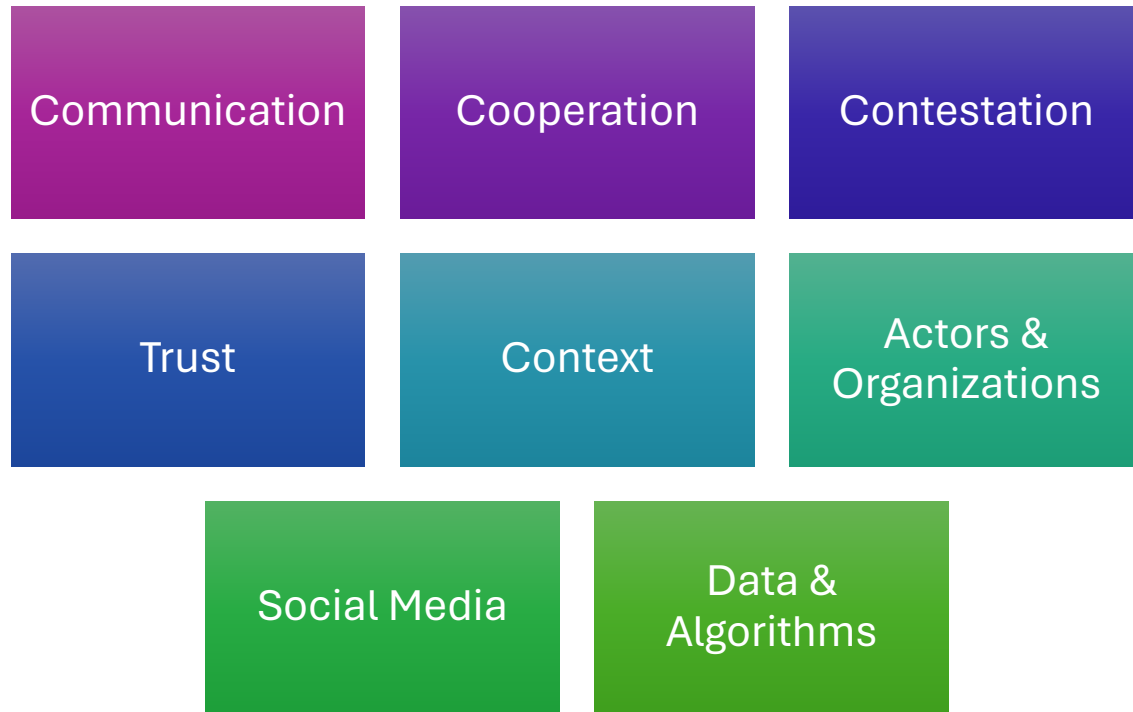 Communication
Cooperation
Contestation
Trust
Context
Actors &
Organizations
Social Media
Data &
Algorithms